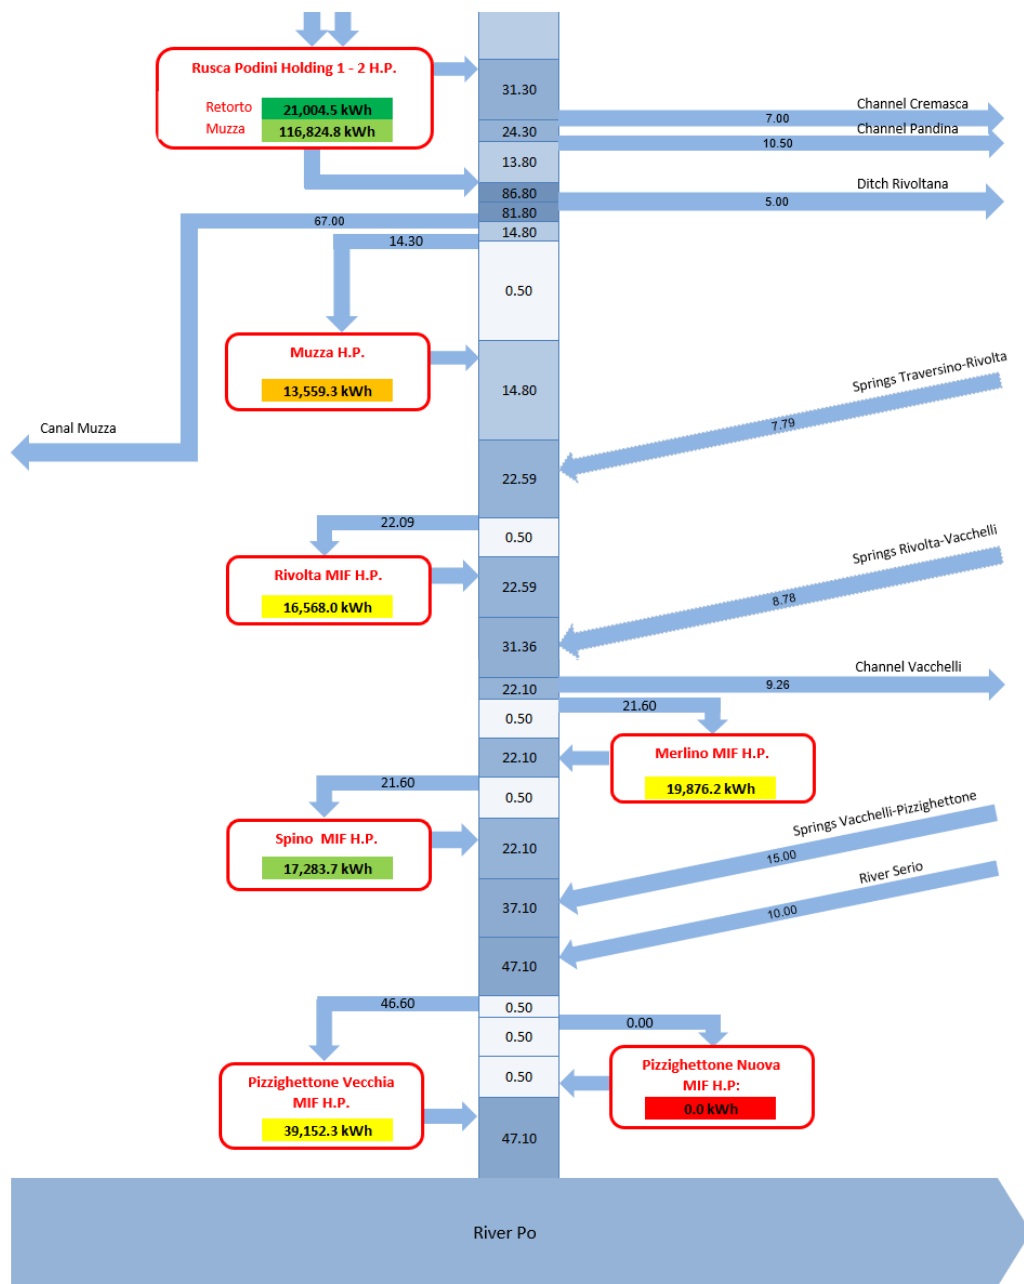 Rusca Podini Holding 1 - 2 H.P.
Retorto 21,004.5 kWh
Muzza 116,824.8 kWh
31.30
Channel Cremasca
7.00
24.30
Channel Pandina
10.50
13.80
86.80
Ditch Rivoltana
5.00
81.80
67.00
14.80
14.30
0.50
Muzza H.P.
13,559.3 kWh
14.80
Springs Traversino-Rivolta
7.79
Canal Muzza
22.59
22.09
0.50
Springs Rivolta-Vacchelli
8.78
Rivolta MIF H.P.
16,568.0 kWh
22.59
31.36
Channel Vacchelli
9.26
22.10
21.60
0.50
Merlino MIF H.P.
19,876.2 kWh
22.10
21.60
0.50
Springs Vacchelli-Pizzighettone
15.00
Spino MIF H.P.
17,283.7 kWh
22.10
River Serio
10.00
37.10
47.10
46.60
0.50
0.00
0.50
0.50
Pizzighettone Vecchia
MIF H.P.
39,152.3 kWh
Pizzighettone Nuova
MIF H.P:
0.0 kWh
47.10
River Po